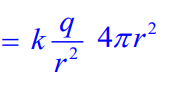 = k q/r² 4πr²